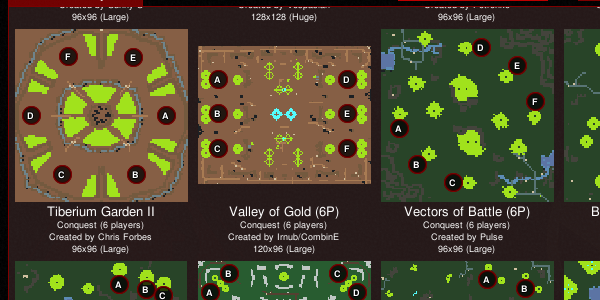 96x96 (Large)
128x128 (Huge)
96x96 (Large)
F
E
D
A
C
B
A
D
B
E
C
F
D
E
F
A
B
C
Tiberium Garden II
Conquest (6 players)
Created by Chris Forbes
96x96 (Large)
Valley of Gold (6P)
Conquest (6 players)
Created by Irnub/CombinE
120x96 (Large)
Vectors of Battle (6P)
Conquest (6 players)
Created by Pulse
96x96 (Large)
B
A
B
C
B
C
A
D
A
B